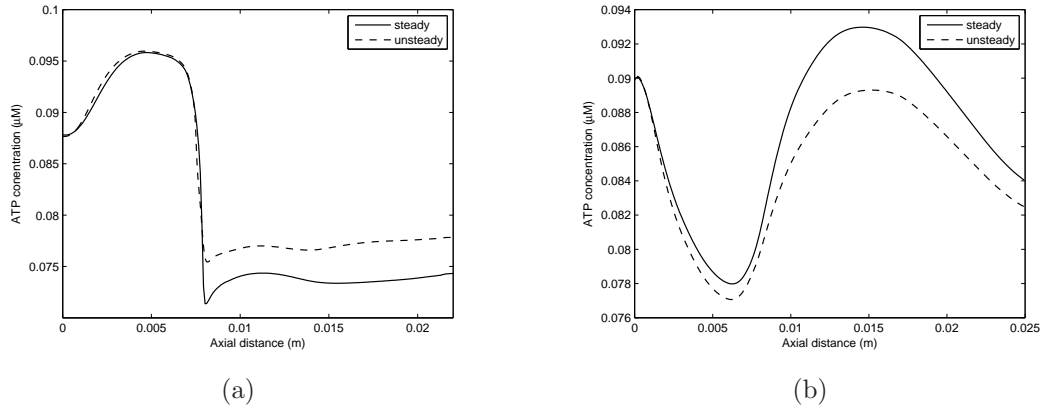 0.1
0.095
0.09
0.085
0.08
0.075
0
0.005
0.01
0.015
0.02
ATP conentration (μM)
Axial distance (m)
steady
unsteady
(a)
0.094
0.092
0.09
0.088
0.086
0.084
0.082
0.08
0.078
0.076
0
0.005
0.01
0.015
0.02
0.025
ATP concentration (μM)
Axial distance (m)
steady
unsteady
(b)